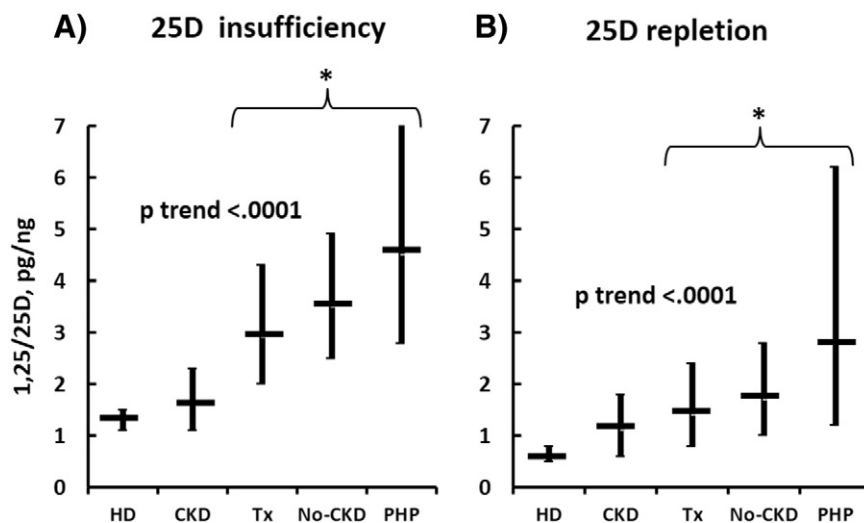 A) 25D insufficiency
*
7
6
5
4
3
2
1
0
p trend <.0001
1,25/25D, pg/ng
HD CKD Tx No-CKD PHP
B) 25D repletion
*
7
6
5
4
3
2
1
0
p trend <.0001
HD CKD Tx No-CKD PHP